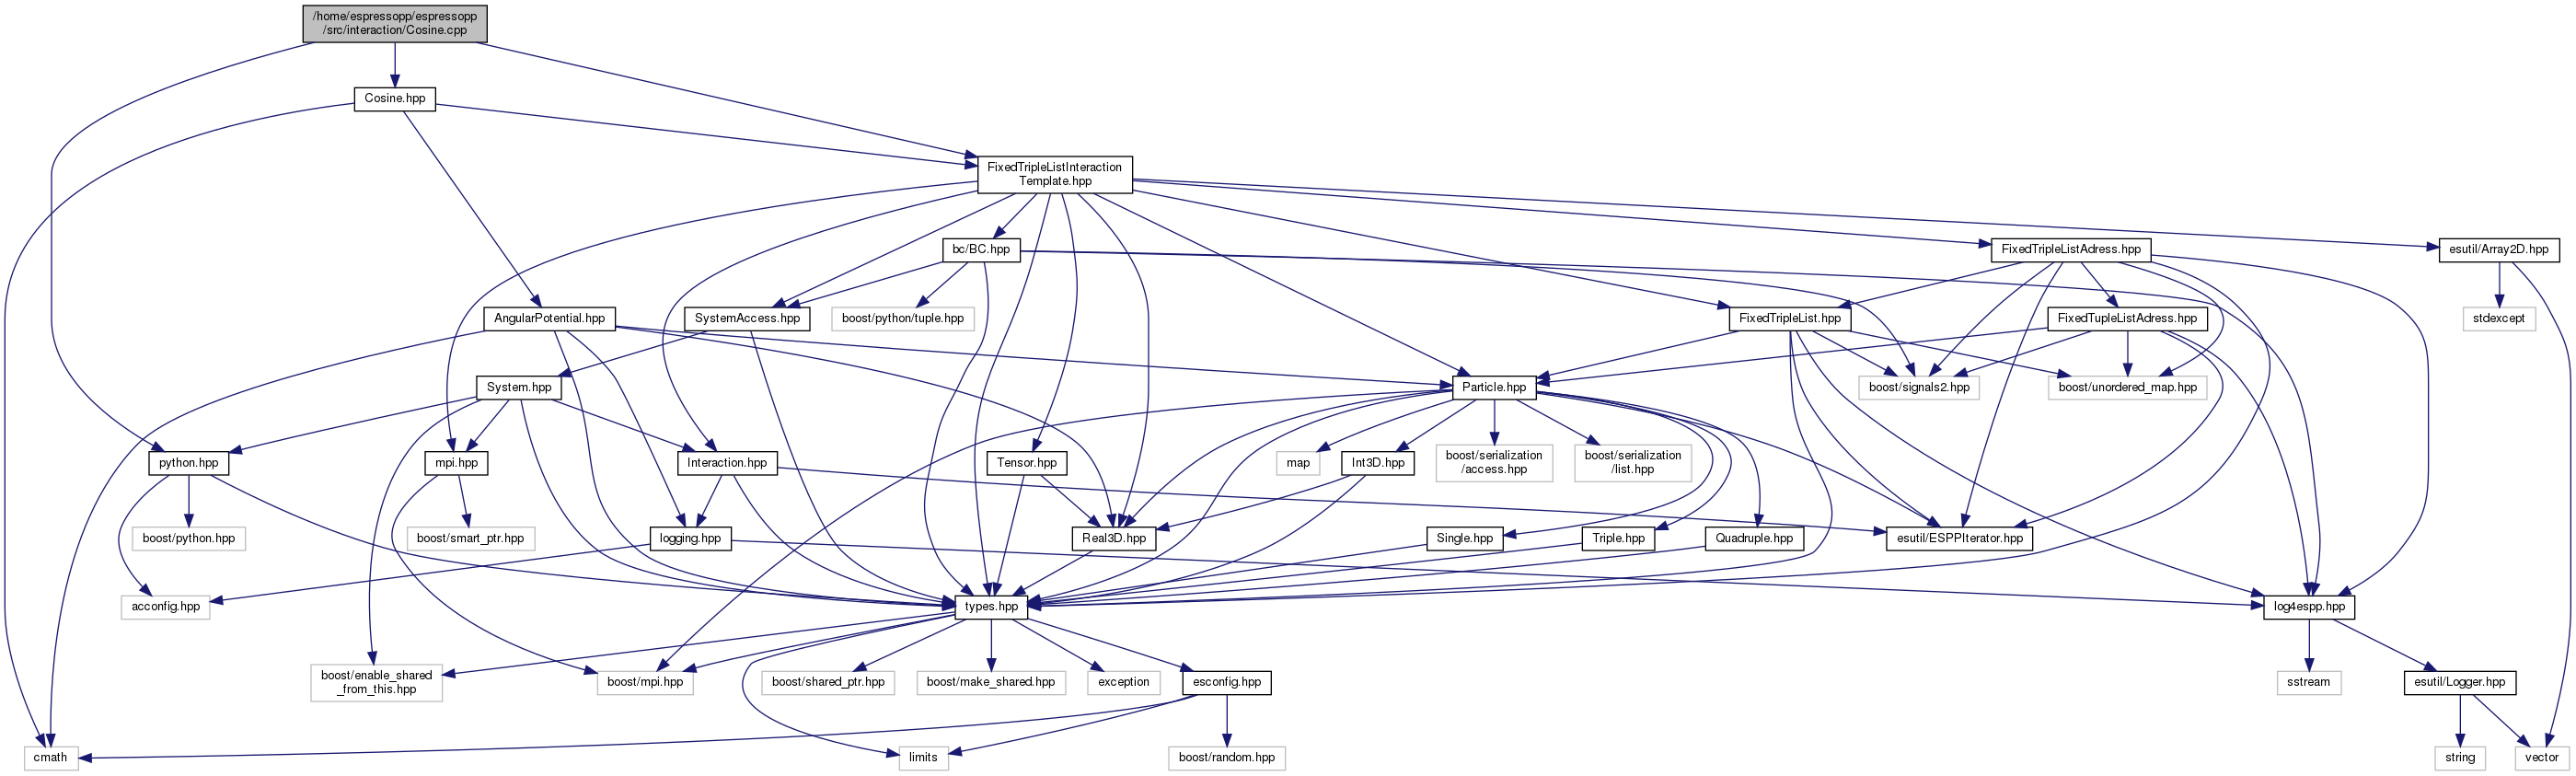 /home/espressopp/espressopp
/src/interaction/Cosine.cpp
Cosine.hpp
FixedTripleListInteraction
Template.hpp
bc/BC.hpp
FixedTripleListAdress.hpp
esutil/Array2D.hpp
AngularPotential.hpp
SystemAccess.hpp
boost/python/tuple.hpp
FixedTripleList.hpp
FixedTupleListAdress.hpp
stdexcept
System.hpp
Particle.hpp
boost/signals2.hpp
boost/unordered_map.hpp
python.hpp
mpi.hpp
Interaction.hpp
Tensor.hpp
map
Int3D.hpp
boost/serialization
/access.hpp
boost/serialization
/list.hpp
boost/python.hpp
boost/smart_ptr.hpp
logging.hpp
Real3D.hpp
Single.hpp
Triple.hpp
Quadruple.hpp
esutil/ESPPIterator.hpp
acconfig.hpp
types.hpp
log4espp.hpp
boost/enable_shared
_from_this.hpp
boost/mpi.hpp
boost/shared_ptr.hpp
boost/make_shared.hpp
exception
esconfig.hpp
sstream
esutil/Logger.hpp
cmath
limits
boost/random.hpp
string
vector